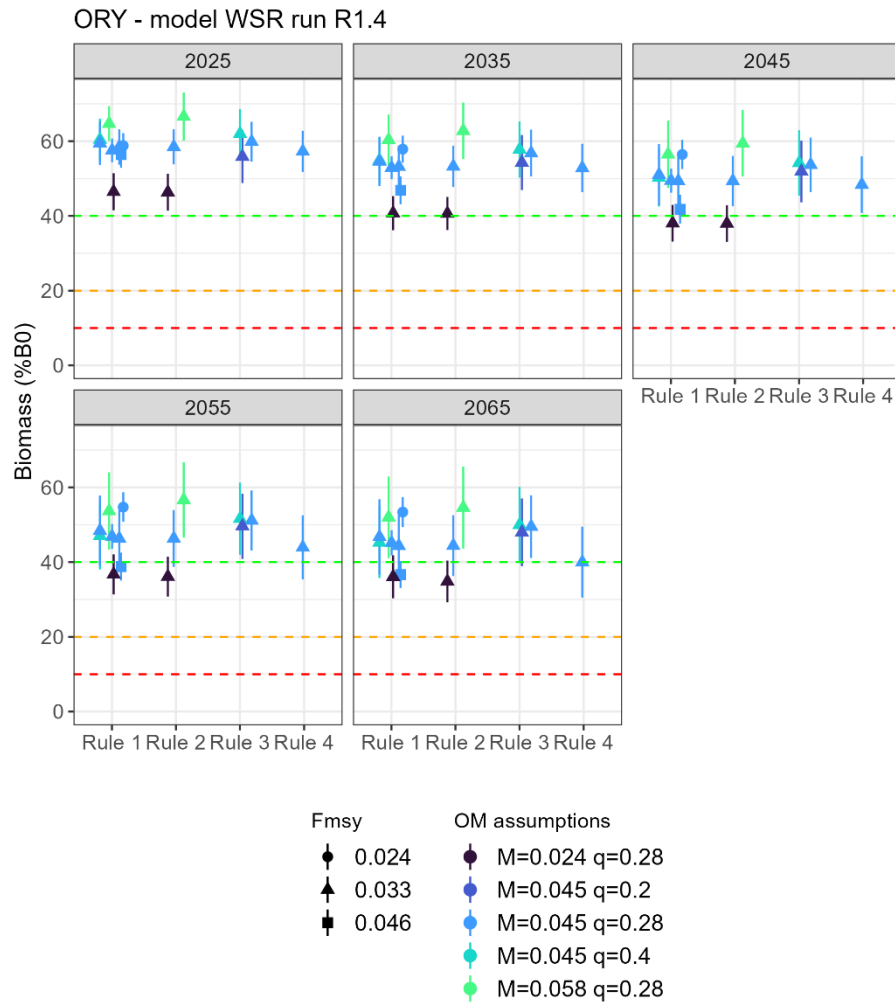 ORY - model WSR run R1.4
2025 2035 2045
60
40
20
0
Biomass (%B0)
Rule 1 Rule 2 Rule 3 Rule 4
2055 2065
60
40
20
0
Rule 1 Rule 2 Rule 3 Rule 4 Rule 1 Rule 2 Rule 3 Rule 4
Fmsy
0.024
0.033
0.046
OM assumptions
M=0.024 q=0.28
M=0.045 q=0.2
M=0.045 q=0.28
M=0.045 q=0.4
M=0.058 q=0.28